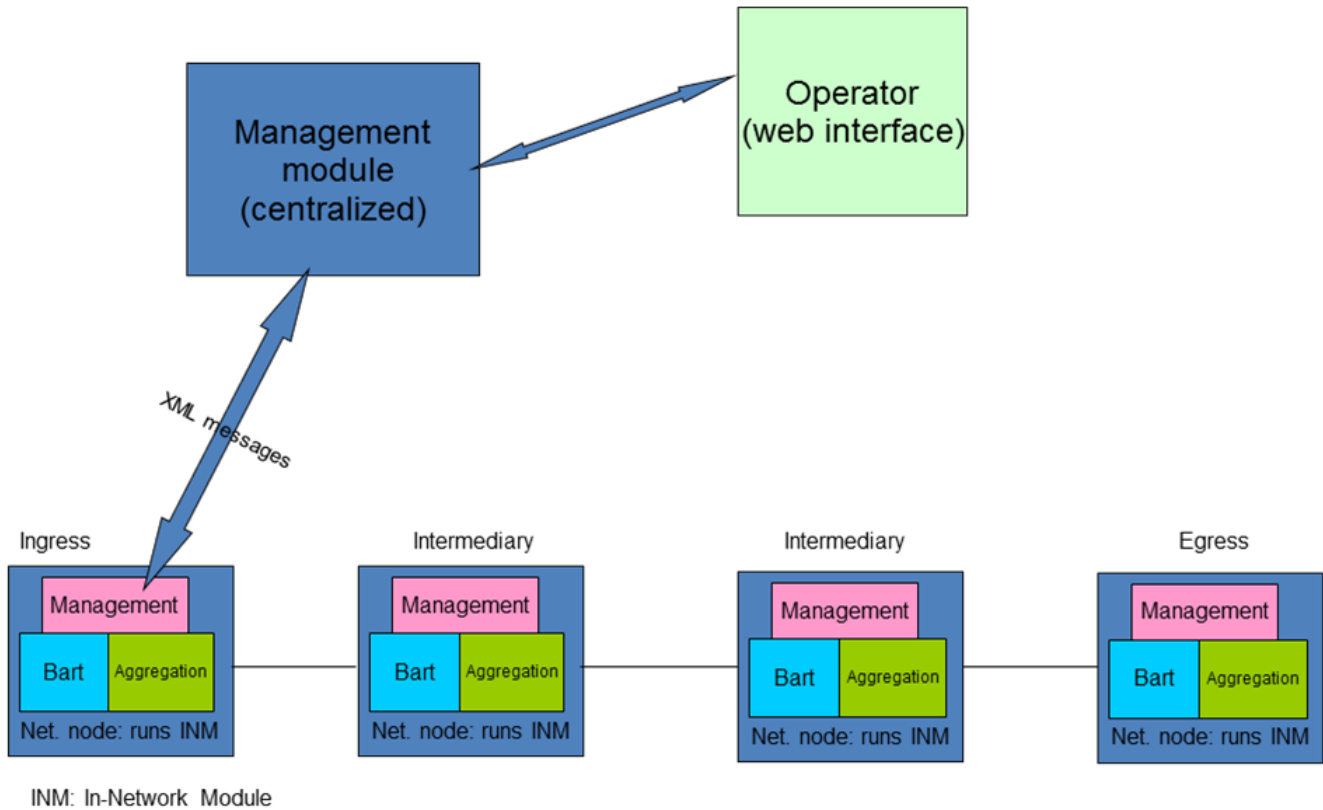 Management
module
(centralized)
Operator
(web interface)
XML messages
Ingress
Intermediary
Intermediary
Egress
Management
Bart
Aggregation
Net. node: runs INM
Management
Bart
Aggregation
Net. node: runs INM
Management
Bart
Aggregation
Net. node: runs INM
Management
Bart
Aggregation
Net. node: runs INM
INM: In-Network Module